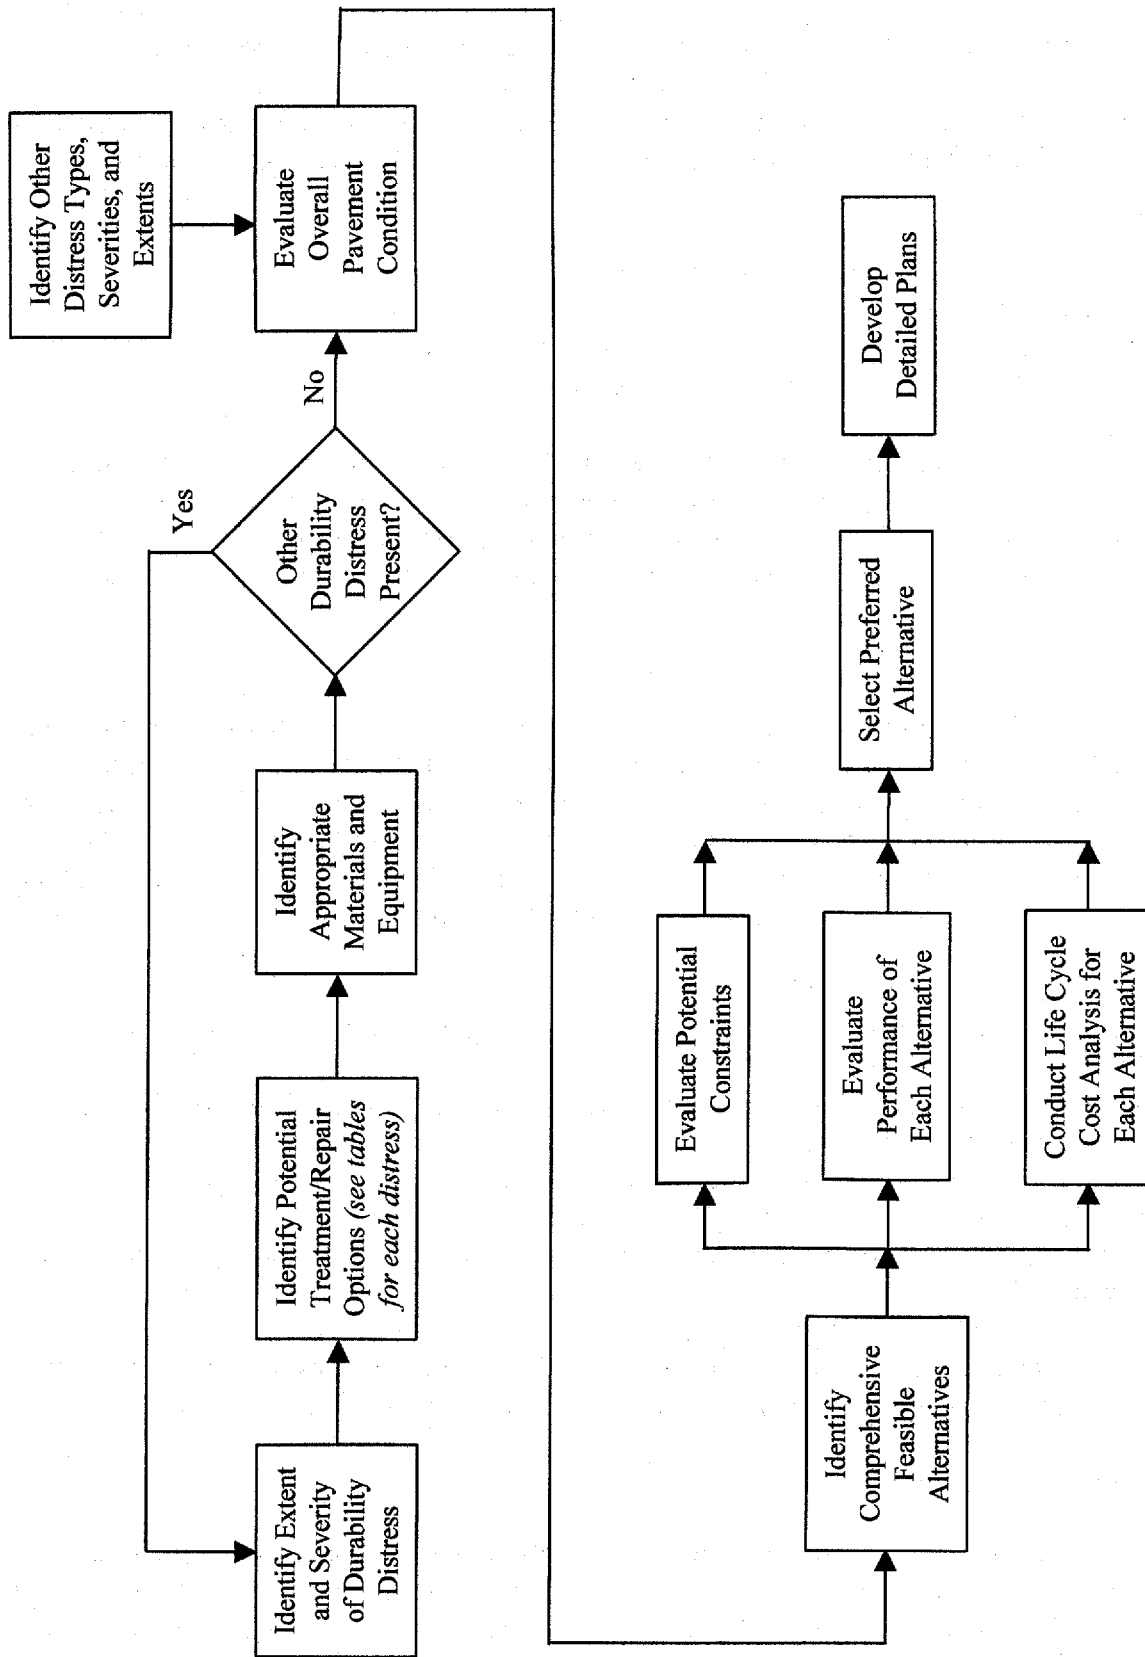 Identify Extent
and Severity
of Durability
Distress
Identify Potential
Treatment/Repair
Options (see tables
for each distress)
Identify
Appropriate
Materials and
Equipment
Other
Durability
Distress
Present?
Yes
No
Identify Other
Distress Types,
Severities, and
Extents
Evaluate
Overall
Pavement
Condition
Identify
Comprehensive
Feasible
Alternatives
Evaluate Potential
Constraints
Evaluate
Performance of
Each Alternative
Conduct Life Cycle
Cost Analysis for
Each Alternative
Select Preferred
Alternative
Develop
Detailed Plans